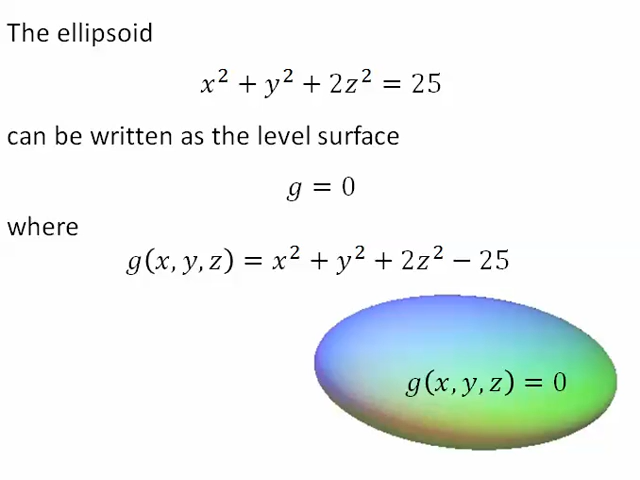 The ellipsoid
x² + y² + 2z² = 25
can be written as the level surface
g = 0
where
g(x, y, z) = x² + y² + 2z² − 25
g(x, y, z) = 0